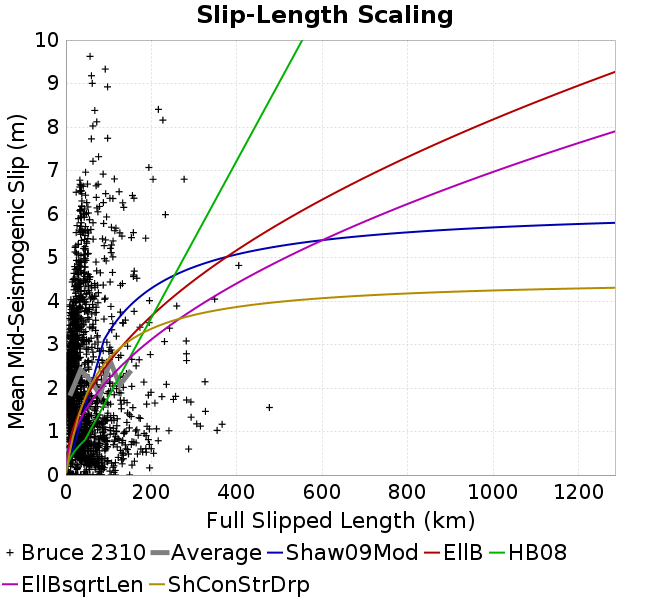 Slip-Length Scaling
Mean Mid-Seismogenic Slip (m)
10
9
8
7
6
5
4
3
2
1
0
0 200 400 600 800 1000 1200
Full Slipped Length (km)
Bruce 2310 Average Shaw09Mod EllB HB08
EllBsqrtLen ShConStrDrp